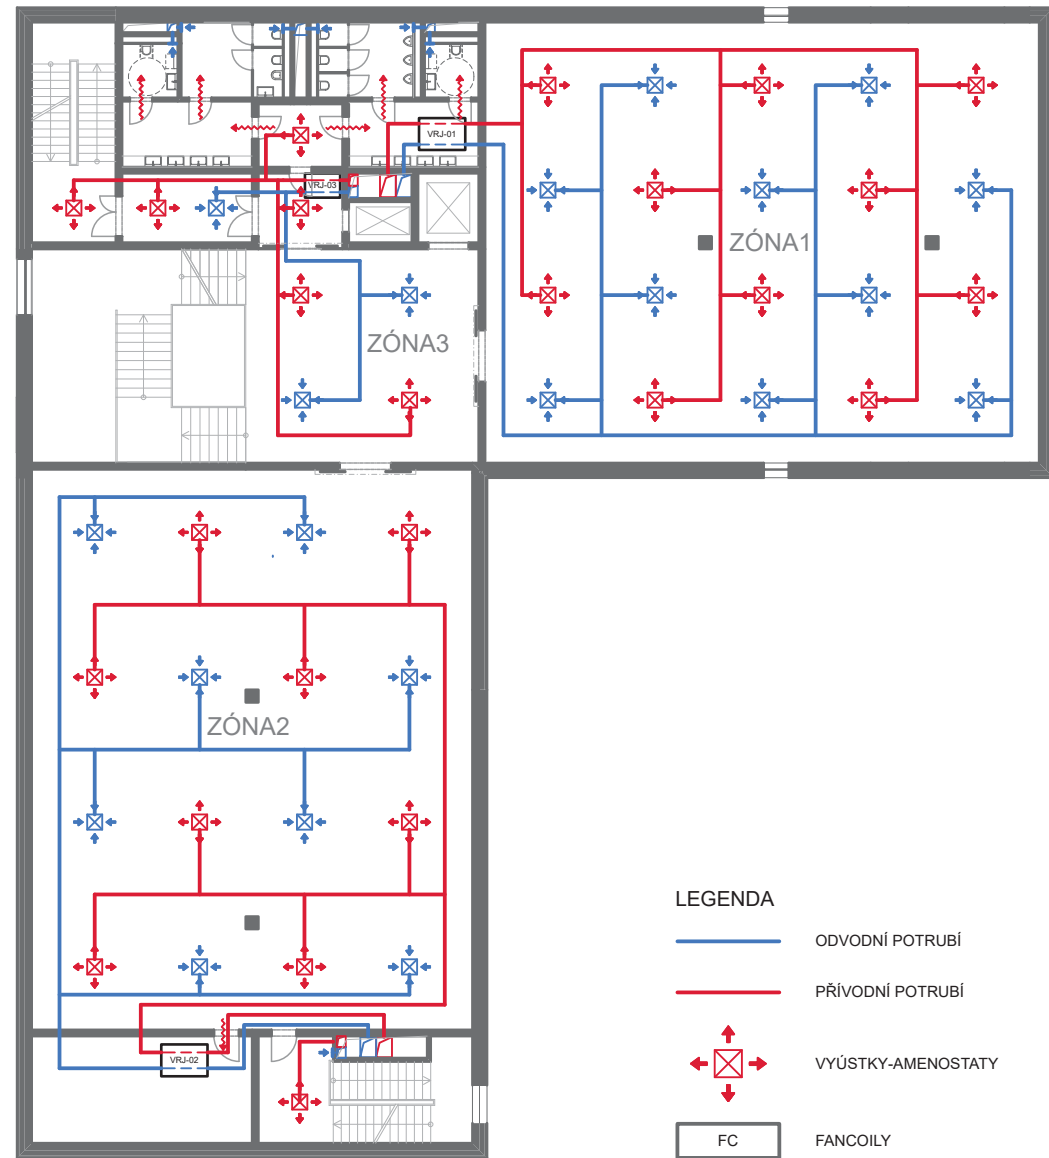 VRJ-01
VRJ-03
ZÓNA1
ZÓNA3
ZÓNA2
VRJ-02
LEGENDA
ODVODNÍ POTRUBÍ
PŘÍVODNÍ POTRUBÍ
VYÚSTKY-AMENOSTATY
FC FANCOILY